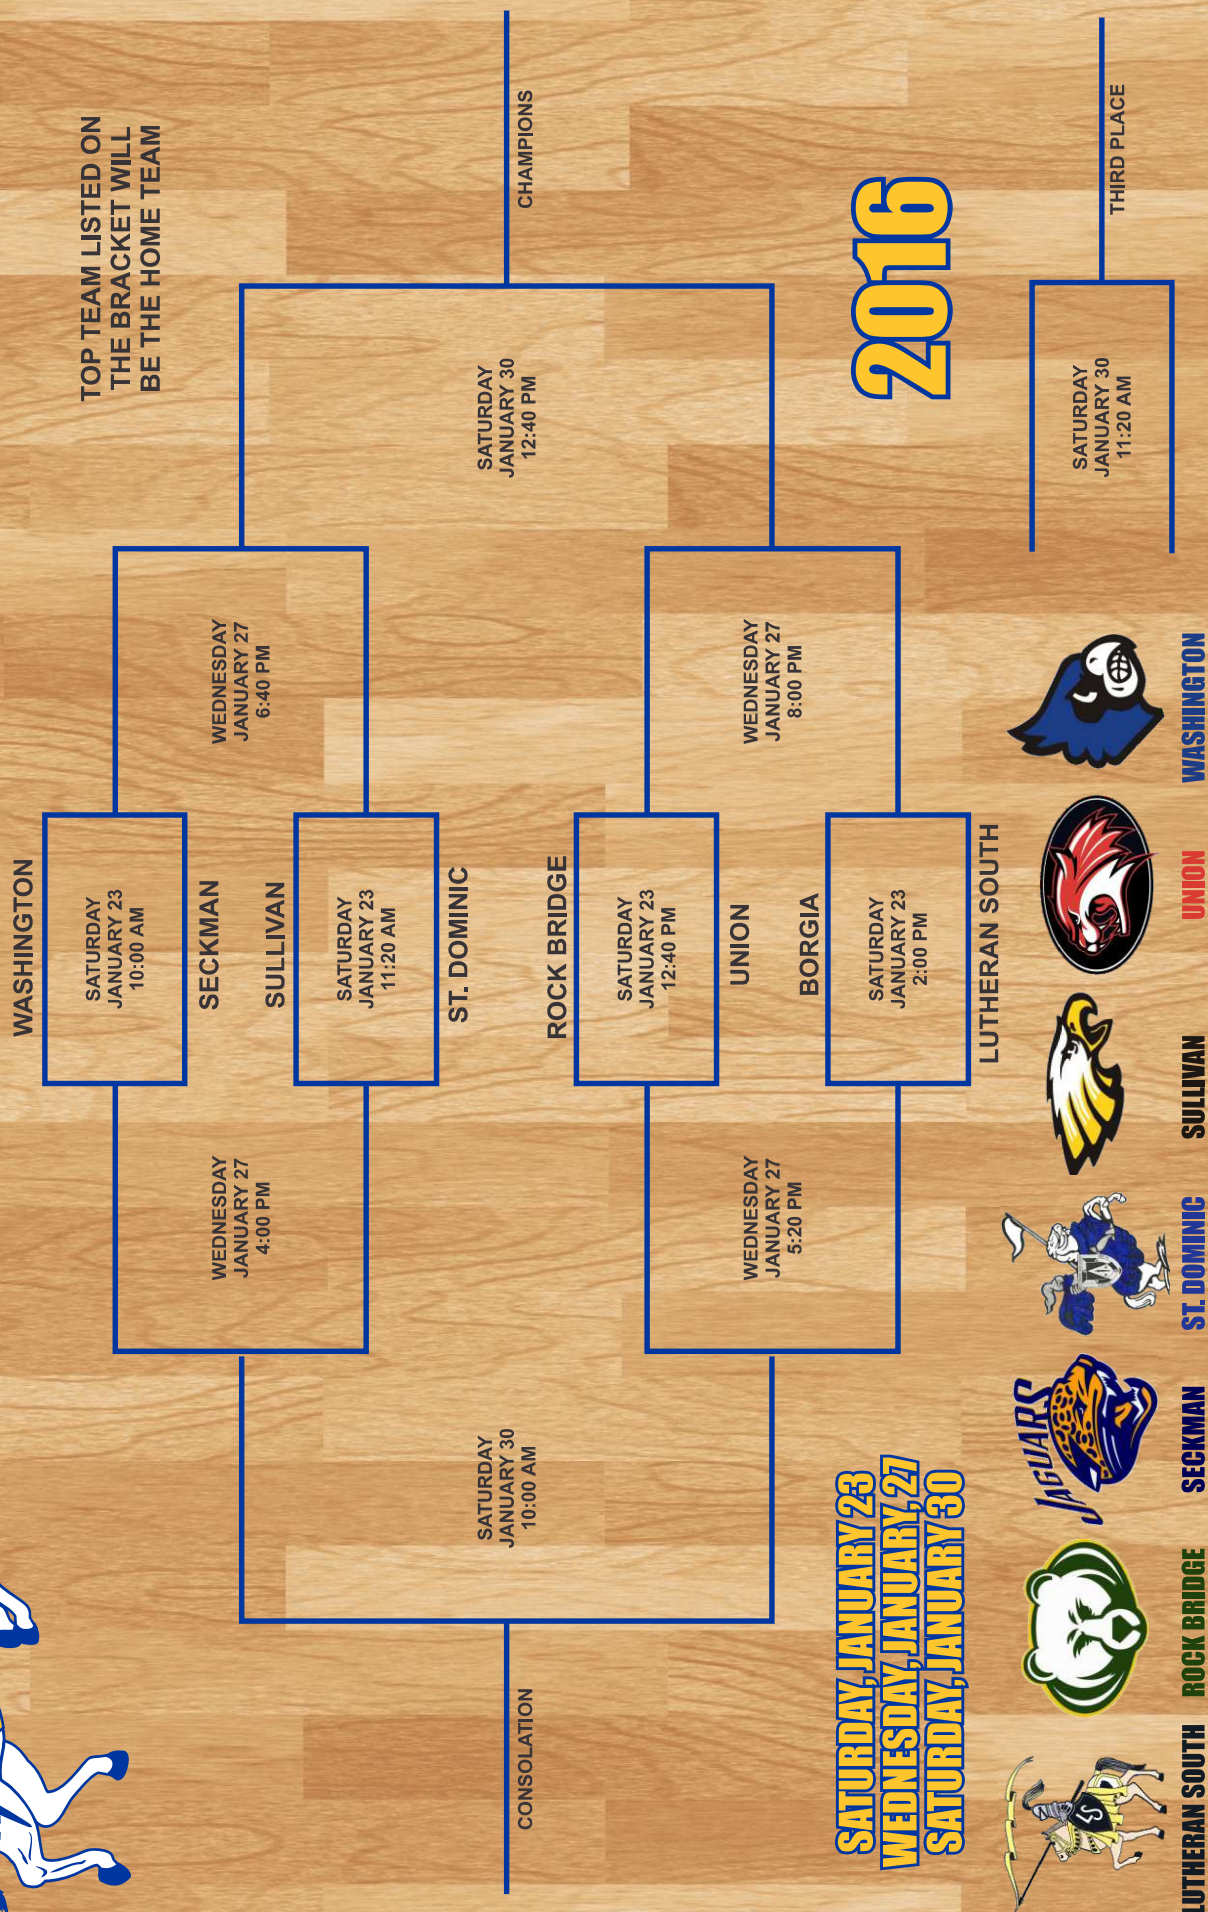 TOP TEAM LISTED ON
THE BRACKET WILL
BE THE HOME TEAM
WASHINGTON
SATURDAY
JANUARY 23
10:00 AM
SECKMAN
SULLIVAN
SATURDAY
JANUARY 23
11:20 AM
ST. DOMINIC
ROCK BRIDGE
SATURDAY
JANUARY 23
12:40 PM
UNION
BORGIA
SATURDAY
JANUARY 23
2:00 PM
LUTHERAN SOUTH
WEDNESDAY
JANUARY 27
4:00 PM
WEDNESDAY
JANUARY 27
5:20 PM
WEDNESDAY
JANUARY 27
6:40 PM
WEDNESDAY
JANUARY 27
8:00 PM
SATURDAY
JANUARY 30
10:00 AM
CONSOLATION
SATURDAY
JANUARY 30
12:40 PM
CHAMPIONS
SATURDAY, JANUARY 23
WEDNESDAY, JANUARY, 27
SATURDAY, JANUARY 30
2016
SATURDAY
JANUARY 30
11:20 AM
THIRD PLACE
LS
JAGUARS
LUTHERAN SOUTH
ROCK BRIDGE
SECKMAN
ST. DOMINIC
SULLIVAN
UNION
WASHINGTON